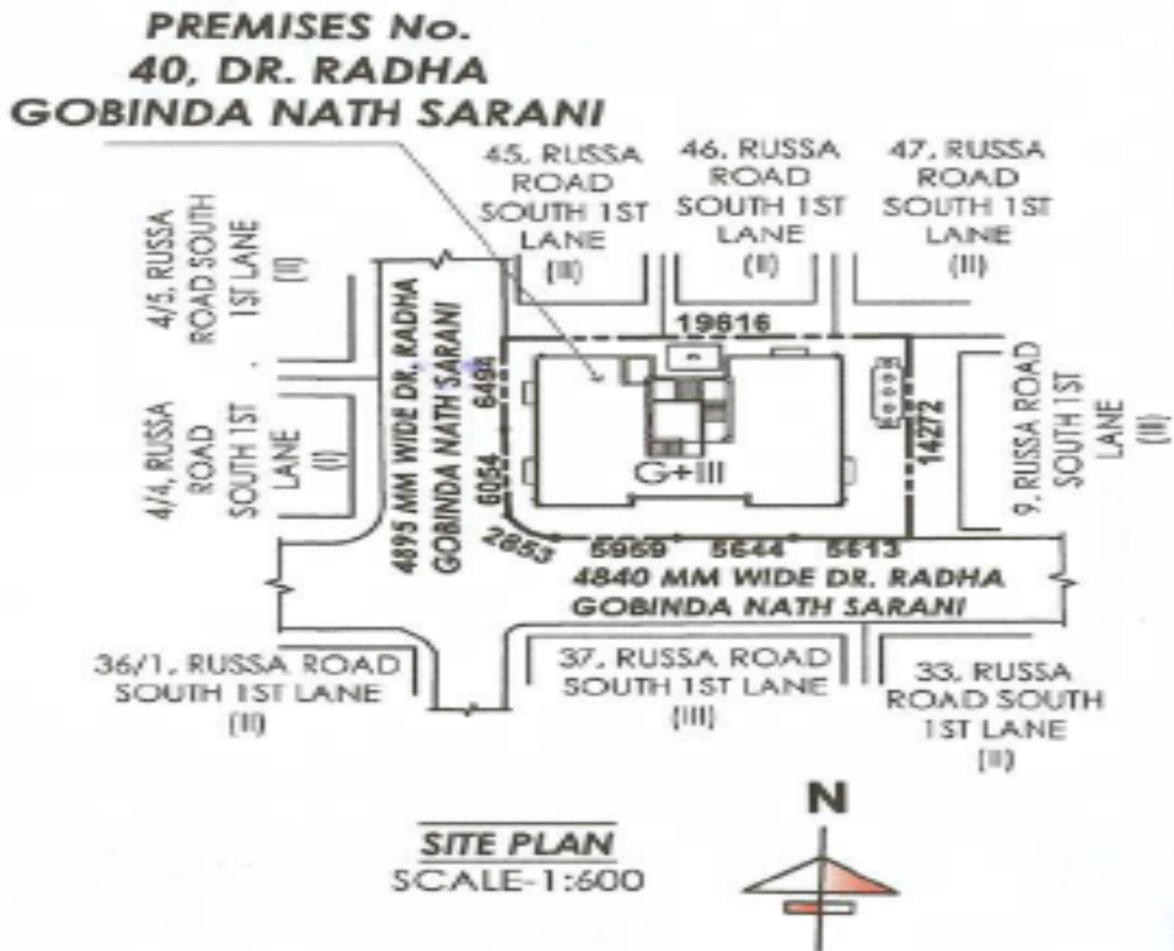 PREMISES No.
40, DR. RADHA
GOBINDA NATH SARANI
45, RUSSA
ROAD
SOUTH 1ST
LANE
(III)
46, RUSSA
ROAD
SOUTH 1ST
LANE
(II)
47, RUSSA
ROAD
SOUTH 1ST
LANE
(II)
4/5, RUSSA
ROAD SOUTH
1ST LANE
(II)
4/4, RUSSA
ROAD
SOUTH 1ST
LANE
(I)
4895 MM WIDE DR. RADHA
GOBINDA NATH SARANI
19616
6494
6054
2853
G+III
14272
9, RUSSA ROAD
SOUTH 1ST
LANE
(III)
5969
5644
5613
4840 MM WIDE DR. RADHA
GOBINDA NATH SARANI
36/1, RUSSA ROAD
SOUTH 1ST LANE
(II)
37, RUSSA ROAD
SOUTH 1ST LANE
(III)
33, RUSSA
ROAD SOUTH
1ST LANE
(II)
N
SITE PLAN
SCALE-1:600